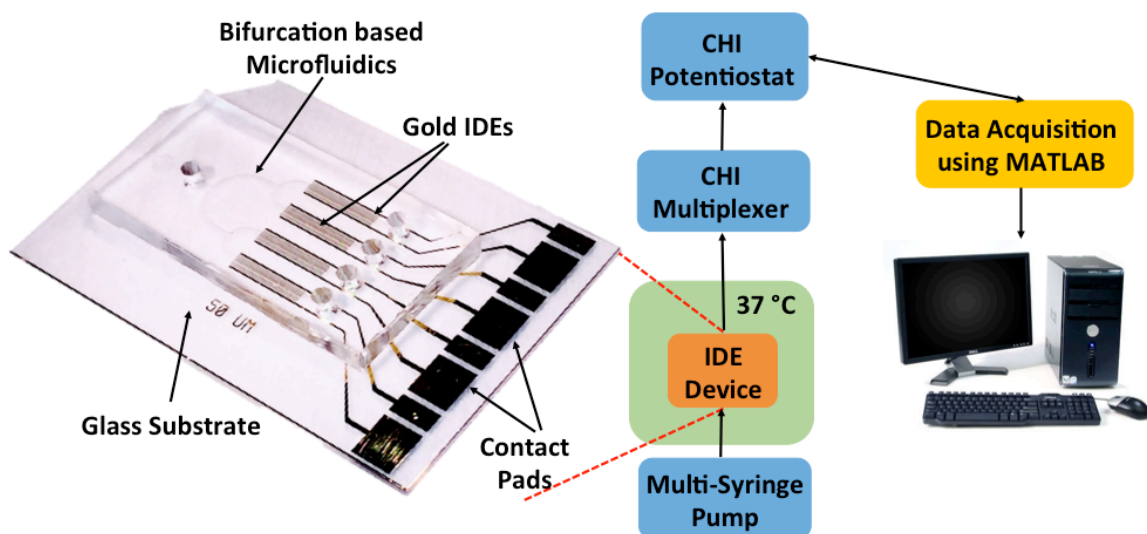 Bifurcation based
Microfluidics
Gold IDEs
50 UM
Glass Substrate
Contact
Pads
CHI
Potentiostat
CHI
Multiplexer
37 °C
IDE
Device
Multi-Syringe
Pump
Data Acquisition
using MATLAB